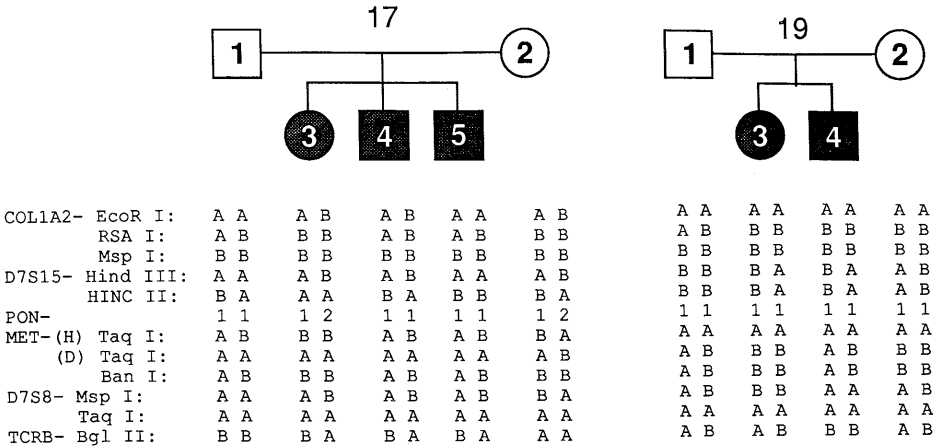 17
19
1 2
1 2
3 4 5
3 4
COL1A2- EcoR I: A A A B A B A A A B A A A A A A A A
RSA I: A B B B A B A B B B A B B B B B B B
Msp I: B B B B B B B B B B B B B B B B B B
D7S15- Hind III: A A A B A B A A A B B B B A B A A B
HINC II: B A A A B A B B B A B B B A B A A B
PON- 1 1 1 2 1 1 1 1 1 2 1 1 1 1 1 1 1 1
MET-(H) Taq I: A B B B A B A B B A A A A A A A A A
(D) Taq I: A A A A A A A A A B A B B B A B B B
Ban I: A B B B A B A B B B A B B B A B B B
D7S8- Msp I: A A A B A B A B B A A B B B A A A B
Taq I: A A A A A A A A A A A A A A A A A A
TCRB- Bgl II: B B B A B A B A A A A B A B B B A B